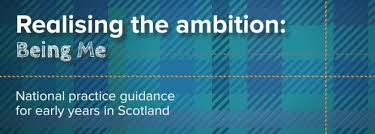 Realising the ambition:
Being Me
National practice guidance
for early years in Scotland